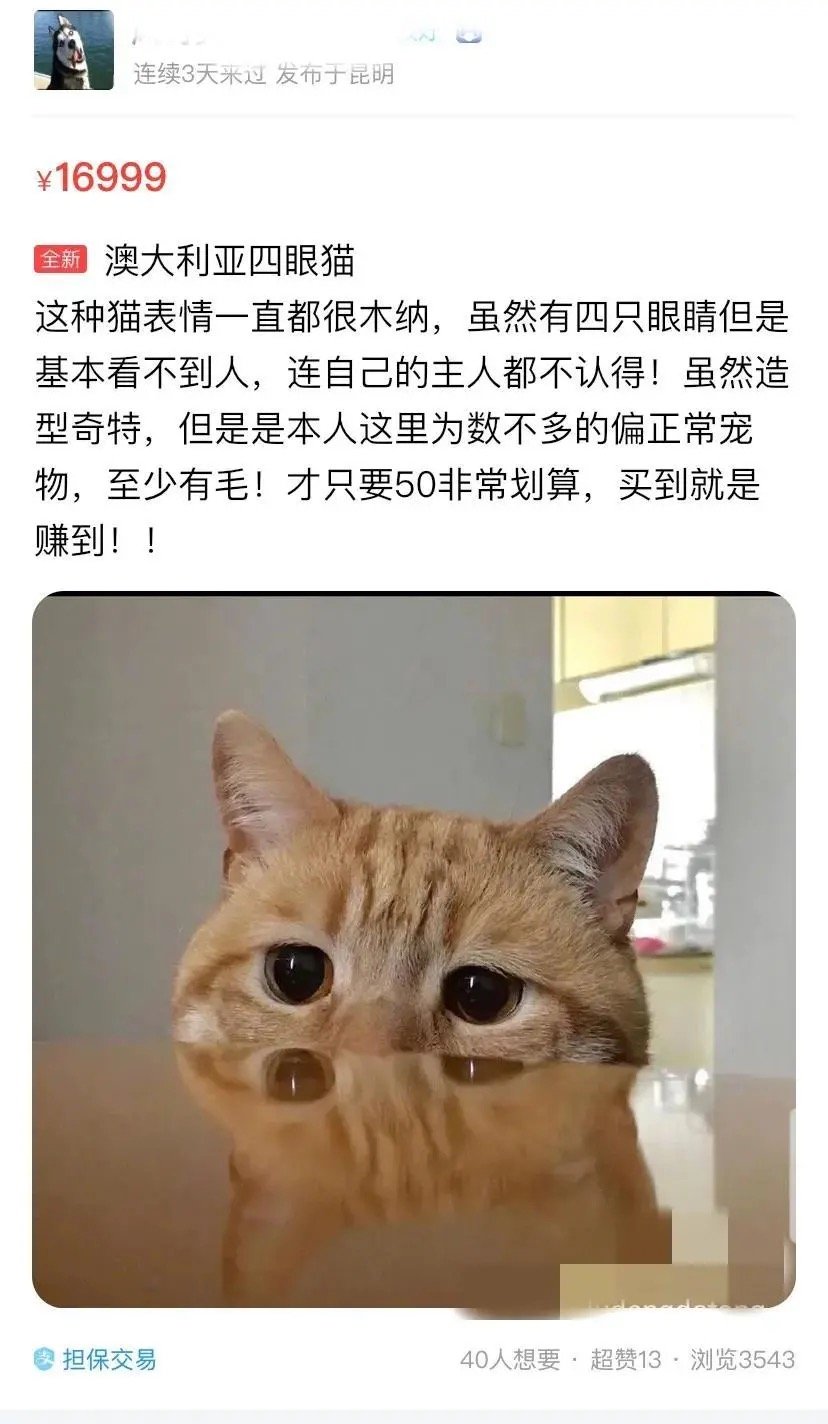 连续3天来过 发布于昆明
¥16999
全新 澳大利亚四眼猫
这种猫表情一直都很木纳，虽然有四只眼睛但是
基本看不到人，连自己的主人都不认得！虽然造
型奇特，但是是本人这里为数不多的偏正常宠
物，至少有毛！才只要50非常划算，买到就是
赚到！！
担保交易
40人想要 · 超赞13 · 浏览3543